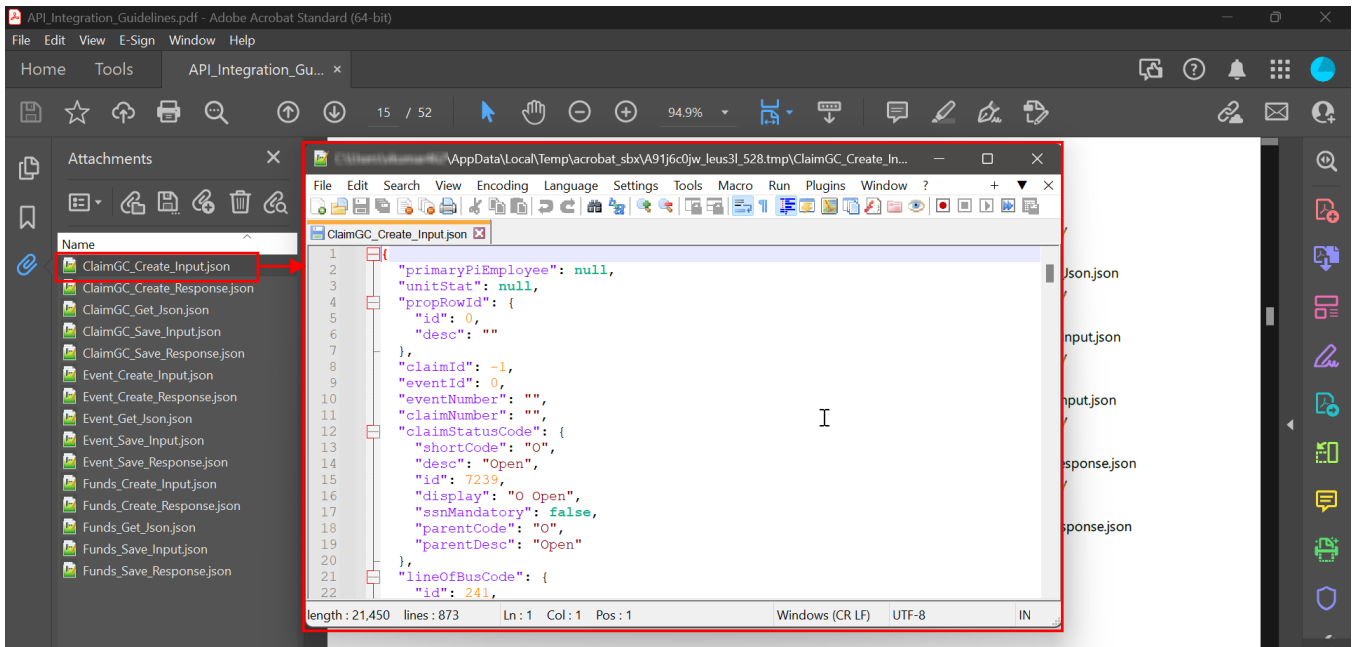 API_Integration_Guidelines.pdf - Adobe Acrobat Standard (64-bit)
File Edit View E-Sign Window Help
Home Tools API_Integration_Gu... ×
15 / 52 94.9%
Attachments
Name
ClaimGC_Create_Input.json
ClaimGC_Create_Response.json
ClaimGC_Get_Json.json
ClaimGC_Save_Input.json
ClaimGC_Save_Response.json
Event_Create_Input.json
Event_Create_Response.json
Event_Get_Json.json
Event_Save_Input.json
Event_Save_Response.json
Funds_Create_Input.json
Funds_Create_Response.json
Funds_Get_Json.json
Funds_Save_Input.json
Funds_Save_Response.json
\AppData\Local\Temp\acrobat_sbx\A91j6c0jw_leus3l_528.tmp\ClaimGC_Create_In...
File Edit Search View Encoding Language Settings Tools Macro Run Plugins Window ?
ClaimGC_Create_Input.json
1 {
2 "primaryPiEmployee": null,
3 "unitStat": null,
4 "propRowId": {
5 "id": 0,
6 "desc": ""
7 },
8 "claimId": -1,
9 "eventId": 0,
10 "eventNumber": "",
11 "claimNumber": "",
12 "claimStatusCode": {
13 "shortCode": "O",
14 "desc": "Open",
15 "id": 7239,
16 "display": "O Open",
17 "ssnMandatory": false,
18 "parentCode": "O",
19 "parentDesc": "Open"
20 },
21 "lineOfBusCode": {
22 "id": 241,
length : 21,450 lines : 873 Ln : 1 Col : 1 Pos : 1 Windows (CR LF) UTF-8 IN
Json.json
nput.json
nput.json
esponse.json
sponse.json